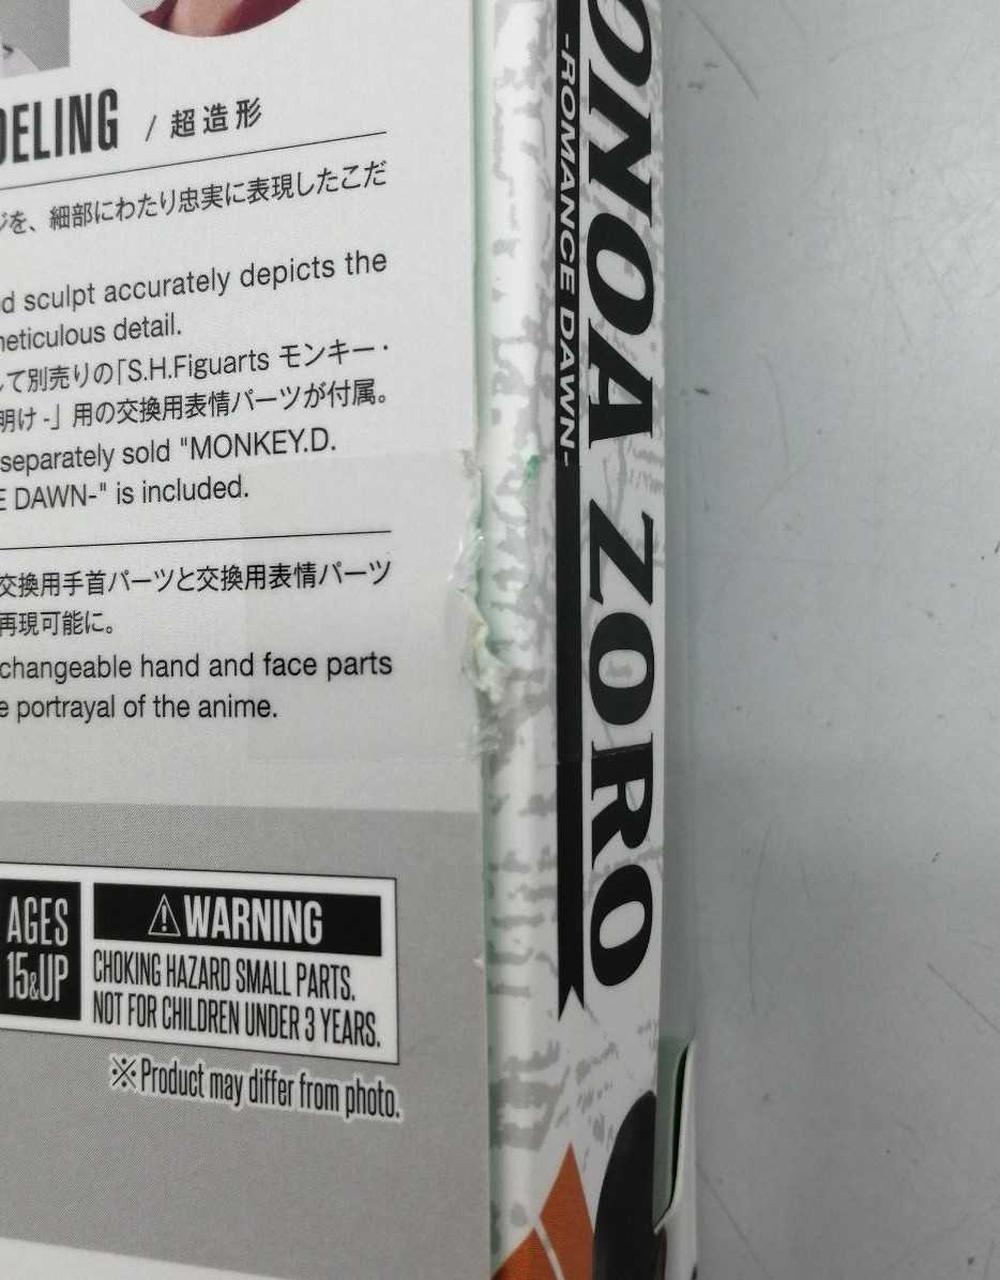 DELING / 超造形
ジを、細部にわたり忠実に表現したこだ
d sculpt accurately depicts the
meticulous detail.
して別売りの「S.H.Figuarts モンキー・
明け -」用の交換用表情パーツが付属。
separately sold "MONKEY.D.
E DAWN-" is included.
交換用手首パーツと交換用表情パーツ
再現可能に。
changeable hand and face parts
e portrayal of the anime.
AGES
15&UP
⚠WARNING
CHOKING HAZARD SMALL PARTS.
NOT FOR CHILDREN UNDER 3 YEARS.
※Product may differ from photo.
-ROMANCE DAWN-
ONOA ZORO